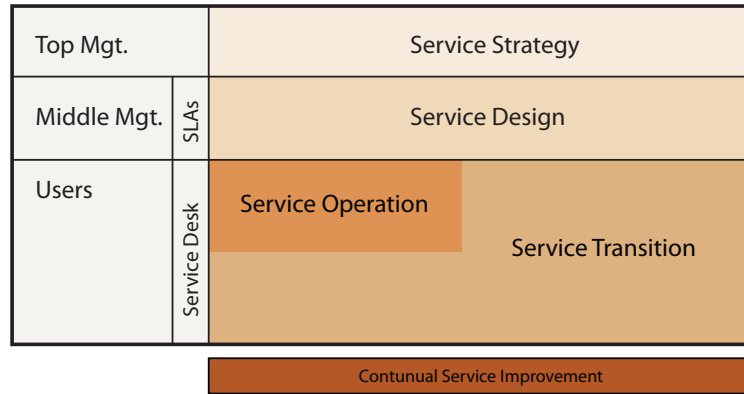 Top Mgt.
Service Strategy
Middle Mgt.
SLAs
Service Design
Users
Service Desk
Service Operation
Service Transition
Contunual Service Improvement